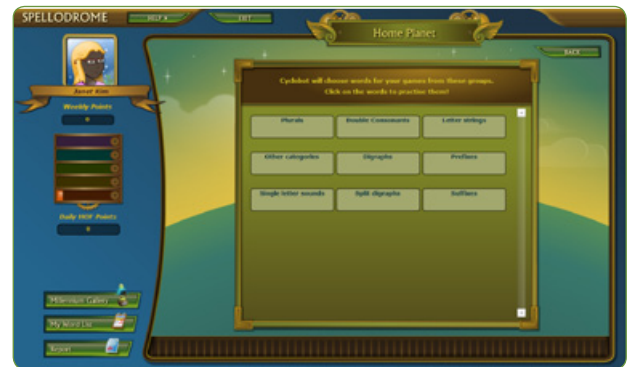 SPELLODROME
HELP
EXIT
Home Planet
BACK
Janet Kim
Weekly Points
0
Daily HOF Points
0
Cyclobot will choose words for your games from these groups.
Click on the words to practise them!
Plurals
Double Consonants
Letter strings
Other categories
Digraphs
Prefixes
Single letter sounds
Split digraphs
Suffixes
Millennium Gallery
My Word List
Report